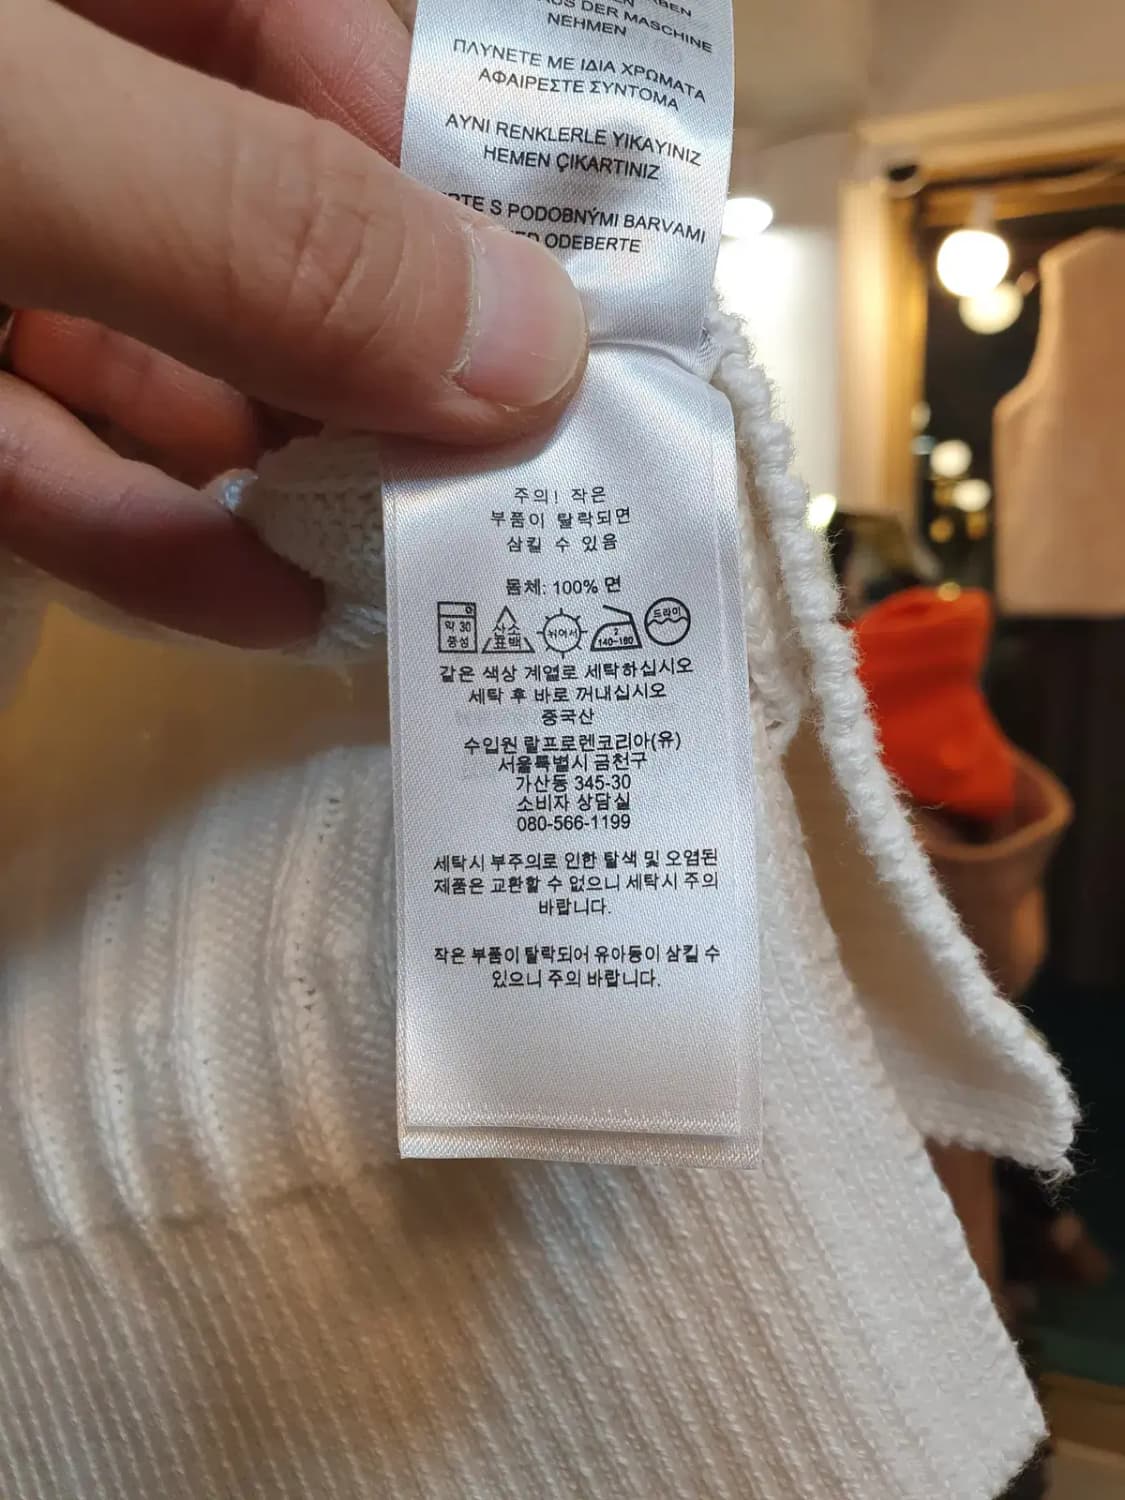 AUS DER MASCHINE
NEHMEN
ΠΛΥΝΕΤΕ ΜΕ ΙΔΙΑ ΧΡΩΜΑΤΑ
ΑΦΑΙΡΕΣΤΕ ΣΥΝΤΟΜΑ
AYNI RENKLERLE YIKAYINIZ
HEMEN ÇIKARTINIZ
S PODOBNÝMI BARVAMI
ODEBERTE
주의! 작은
부품이 탈락되면
삼킬 수 있음
몸체: 100% 면
약 30 중성 산소 표백 뉘어서 2 140~160 드라이
같은 색상 계열로 세탁하십시오
세탁 후 바로 꺼내십시오
중국산
수입원 랄프로렌코리아(유)
서울특별시 금천구
가산동 345-30
소비자 상담실
080-566-1199
세탁시 부주의로 인한 탈색 및 오염된
제품은 교환할 수 없으니 세탁시 주의
바랍니다.
작은 부품이 탈락되어 유아등이 삼킬 수
있으니 주의 바랍니다.